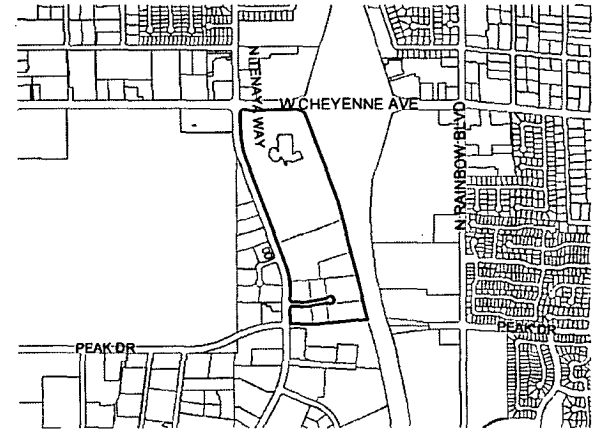 N TENAYA WAY
W CHEYENNE AVE
N RAINBOW BLVD
PEAK DR
PEAK DR